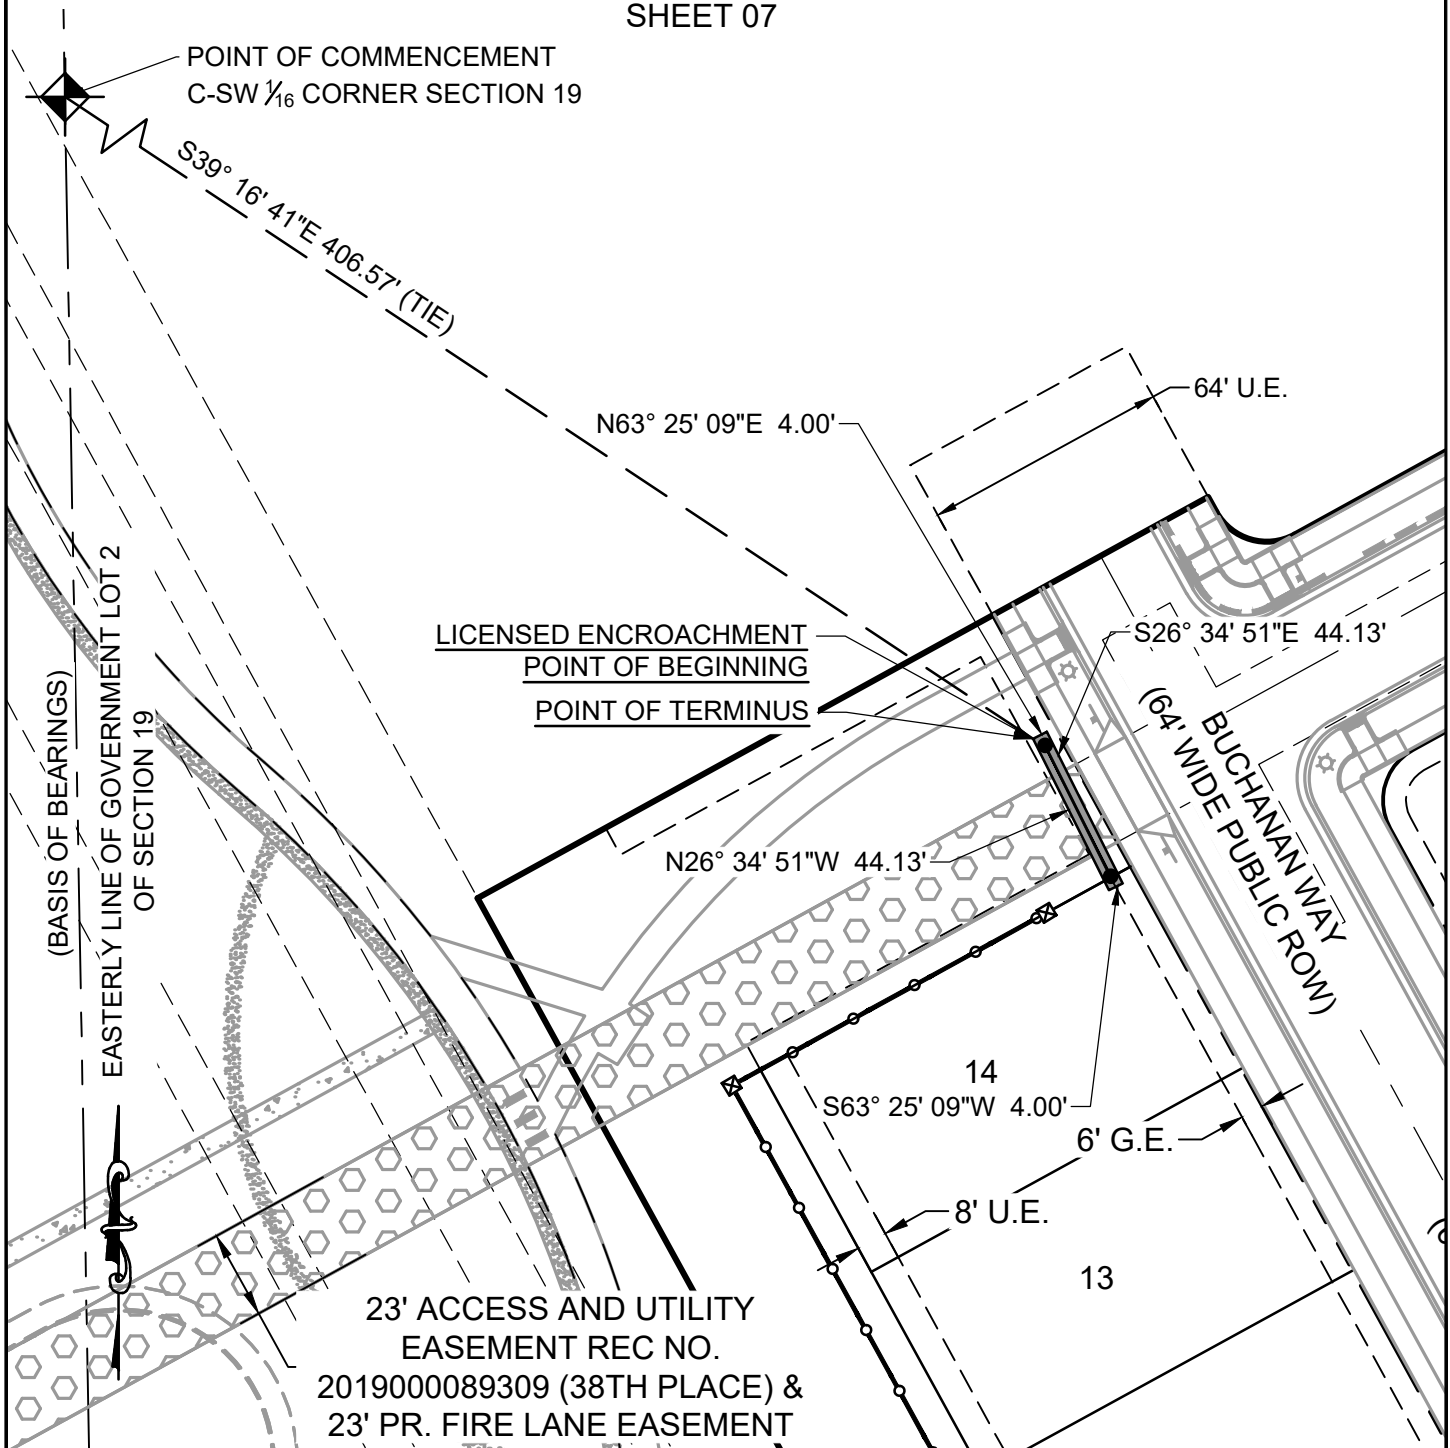 SHEET 07
POINT OF COMMENCEMENT
C-SW 1/16 CORNER SECTION 19
S39° 16' 41"E 406.57' (TIE)
64' U.E.
N63° 25' 09"E 4.00'
LICENSED ENCROACHMENT
POINT OF BEGINNING
POINT OF TERMINUS
S26° 34' 51"E 44.13'
BUCHANAN WAY
(64' WIDE PUBLIC ROW)
(BASIS OF BEARINGS)
EASTERLY LINE OF GOVERNMENT LOT 2
OF SECTION 19
N26° 34' 51"W 44.13'
14
S63° 25' 09"W 4.00'
6' G.E.
8' U.E.
13
23' ACCESS AND UTILITY
EASEMENT REC NO.
2019000089309 (38TH PLACE) &
23' PR. FIRE LANE EASEMENT